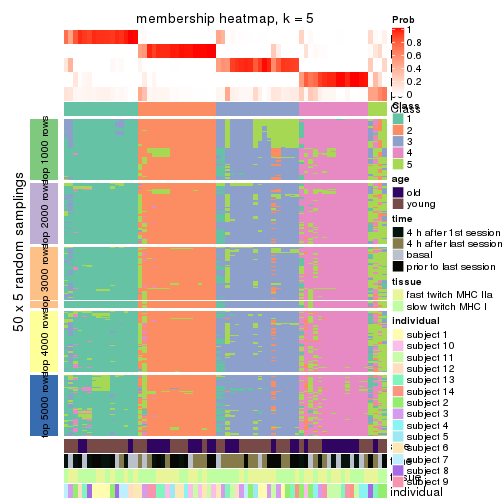 membership heatmap, k = 5
50 x 5 random samplings
top 1000 rows
top 2000 rows
top 3000 rows
top 4000 rows
top 5000 rows
Prob
1
0.8
0.6
0.4
0.2
0
Class
Class
1
2
3
4
5
age
old
young
time
4 h after 1st session
4 h after last session
basal
prior to last session
tissue
fast twitch MHC IIa
slow twitch MHC I
individual
subject 1
subject 10
subject 11
subject 12
subject 13
subject 14
subject 2
subject 3
subject 4
subject 5
subject 6
subject 7
subject 8
subject 9
individual